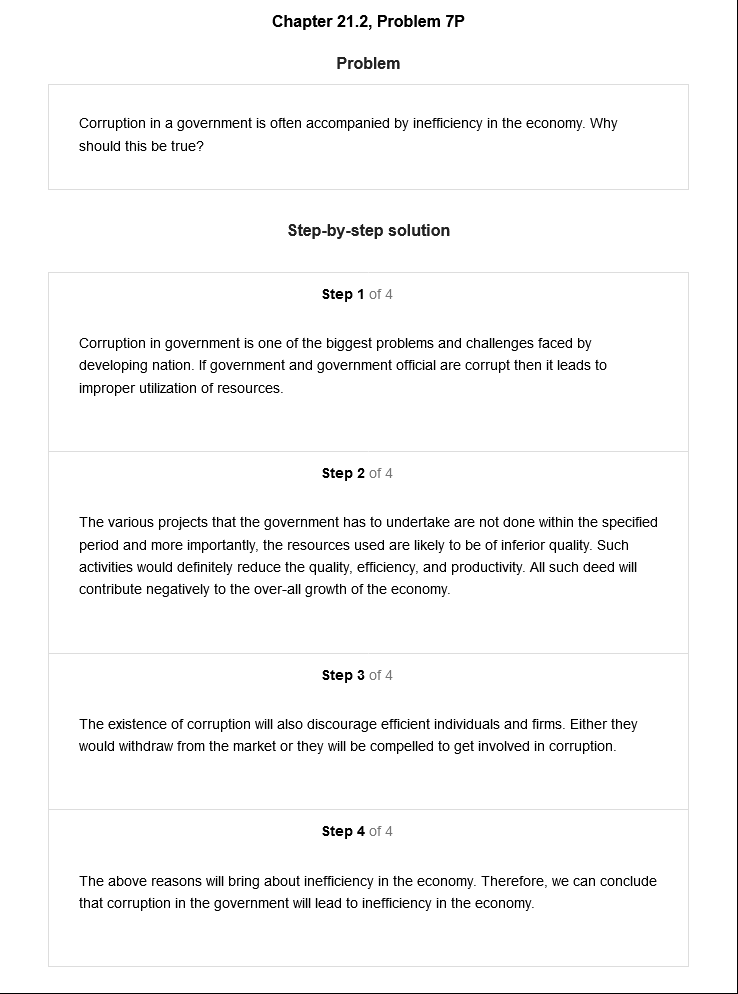 Chapter 21.2, Problem 7P
Problem
Corruption in a government is often accompanied by inefficiency in the economy. Why
should this be true?
Step-by-step solution
Step 1 of 4
Corruption in government is one of the biggest problems and challenges faced by
developing nation. If government and government official are corrupt then it leads to
improper utilization of resources.
Step 2 of 4
The various projects that the government has to undertake are not done within the specified
period and more importantly, the resources used are likely to be of inferior quality. Such
activities would definitely reduce the quality, efficiency, and productivity. All such deed will
contribute negatively to the over-all growth of the economy.
Step 3 of 4
The existence of corruption will also discourage efficient individuals and firms. Either they
would withdraw from the market or they will be compelled to get involved in corruption.
Step 4 of 4
The above reasons will bring about inefficiency in the economy. Therefore, we can conclude
that corruption in the government will lead to inefficiency in the economy.